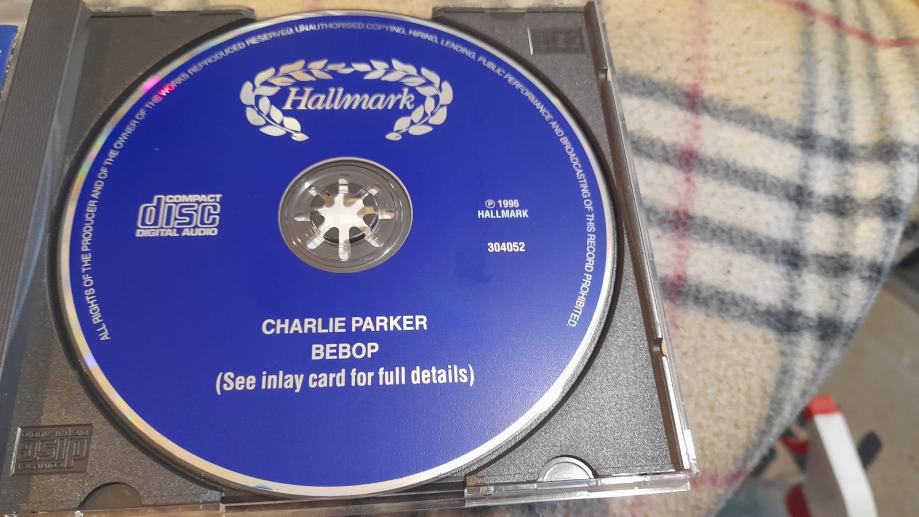 ALL RIGHTS OF THE PRODUCER AND OF THE OWNER OF THE WORKS REPRODUCED RESERVED. UNAUTHORISED COPYING, HIRING, LENDING, PUBLIC PERFORMANCE AND BROADCASTING OF THIS RECORD PROHIBITED.
Hallmark
COMPACT
disc
DIGITAL AUDIO
℗ 1996
HALLMARK
304052
CHARLIE PARKER
BEBOP
(See inlay card for full details)